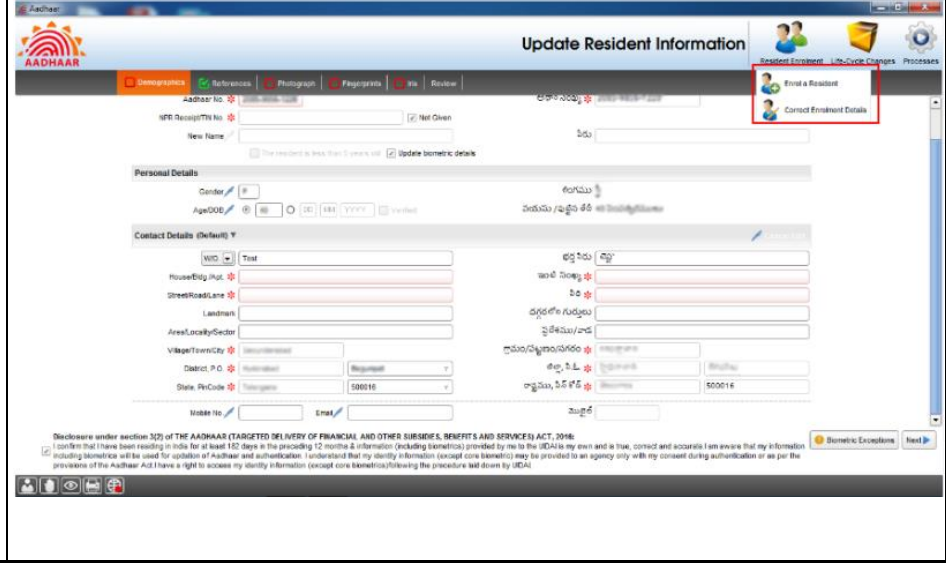 Aadhaar
AADHAAR
Update Resident Information
Resident Enrolment Life-Cycle Changes Processes
Demographics References Photograph Fingerprints Iris Review
Enrol a Resident
Correct Enrolment Details
Aadhaar No.
NPR Receipt/TIN No. Not Given
New Name పేరు
The resident is less than 5 years old Update biometric details
Personal Details
Gender F లింగము
Age/DOB DD MM YYYY Verified వయసు /పుట్టిన తేదీ
Contact Details (Default)
W/O Test భర్త పేరు
House/Bldg./Apt. ఇంటి సంఖ్య
Street/Road/Lane వీధి
Landmark దగ్గరలోని గుర్తులు
Area/Locality/Sector ప్రదేశము/వాడ
Village/Town/City గ్రామం/పట్టణం/నగరం
District, P.O. Begumpet జిల్లా, పి.ఓ.
State, PinCode 500016 రాష్ట్రము, పిన్ కోడ్ 500016
Mobile No. Email మొబైల్
Disclosure under section 3(2) of THE AADHAAR (TARGETED DELIVERY OF FINANCIAL AND OTHER SUBSIDIES, BENEFITS AND SERVICES) ACT, 2016:
I confirm that I have been residing in India for at least 182 days in the preceding 12 months & information (including biometrics) provided by me to the UIDAI is my own and is true, correct and accurate I am aware that my information
including biometrics will be used for updation of Aadhaar and authentication. I understand that my identity information (except core biometric) may be provided to an agency only with my consent during authentication or as per the
provisions of the Aadhaar Act.I have a right to access my identity information (except core biometrics)following the procedure laid down by UIDAI
Biometric Exceptions Next